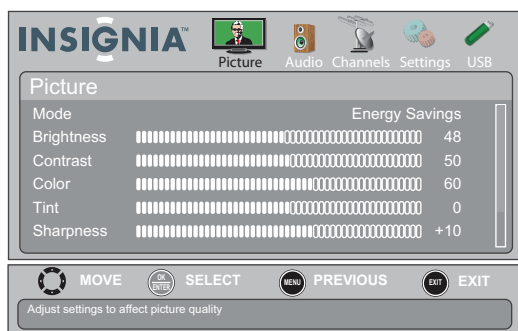 INSIGNIA™
Picture Audio Channels Settings USB
Picture
Mode Energy Savings
Brightness 48
Contrast 50
Color 60
Tint 0
Sharpness +10
MOVE OK ENTER SELECT MENU PREVIOUS EXIT EXIT
Adjust settings to affect picture quality